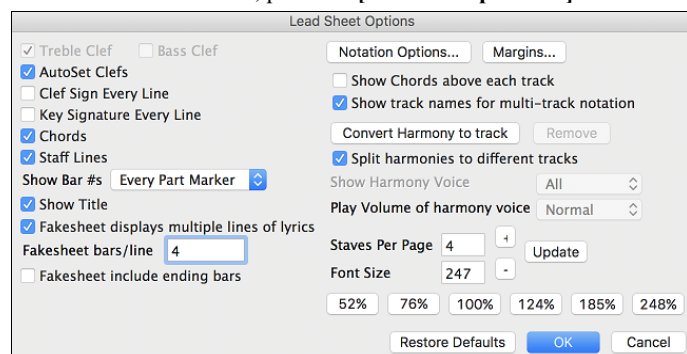 Lead Sheet Options
Treble Clef Bass Clef
AutoSet Clefs
Clef Sign Every Line
Key Signature Every Line
Chords
Staff Lines
Show Bar #s Every Part Marker
Show Title
Fakesheet displays multiple lines of lyrics
Fakesheet bars/line 4
Fakesheet include ending bars
Notation Options... Margins...
Show Chords above each track
Show track names for multi-track notation
Convert Harmony to track Remove
Split harmonies to different tracks
Show Harmony Voice All
Play Volume of harmony voice Normal
Staves Per Page 4 + Update
Font Size 247 -
52% 76% 100% 124% 185% 248%
Restore Defaults OK Cancel